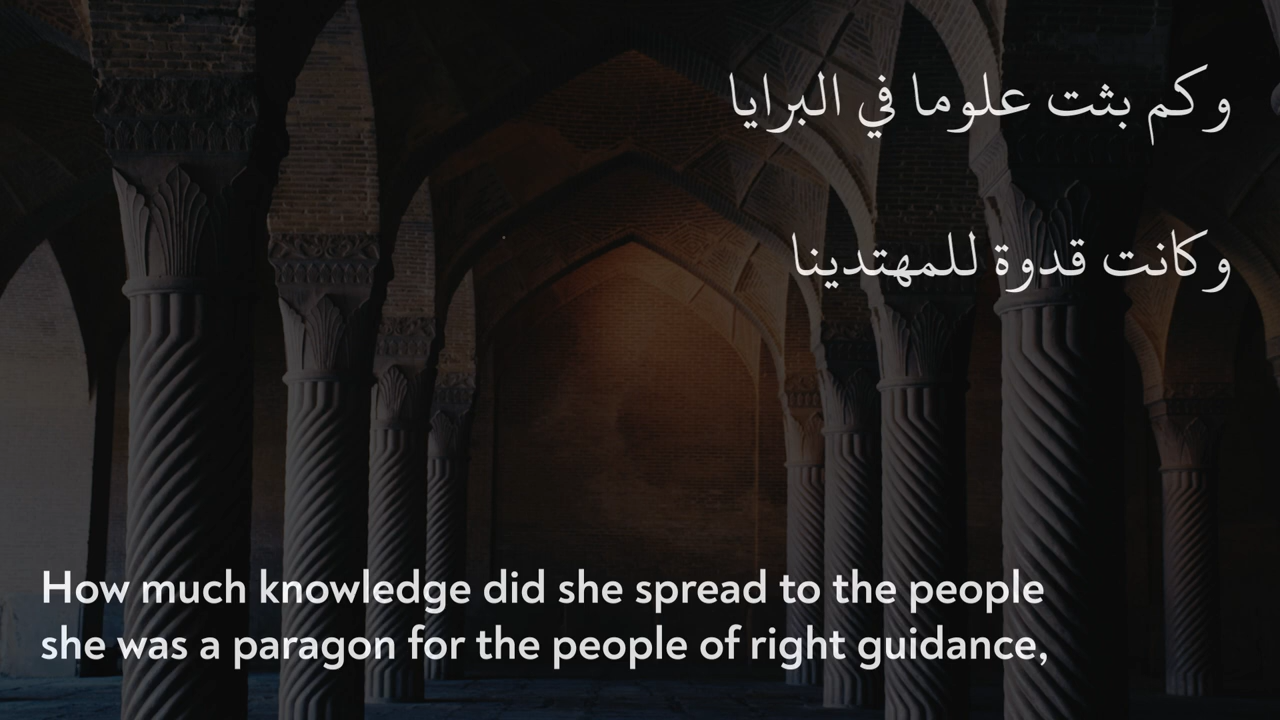 وكم بثت علوما في البرايا
وكانت قدوة للمهتدينا
How much knowledge did she spread to the people
she was a paragon for the people of right guidance,